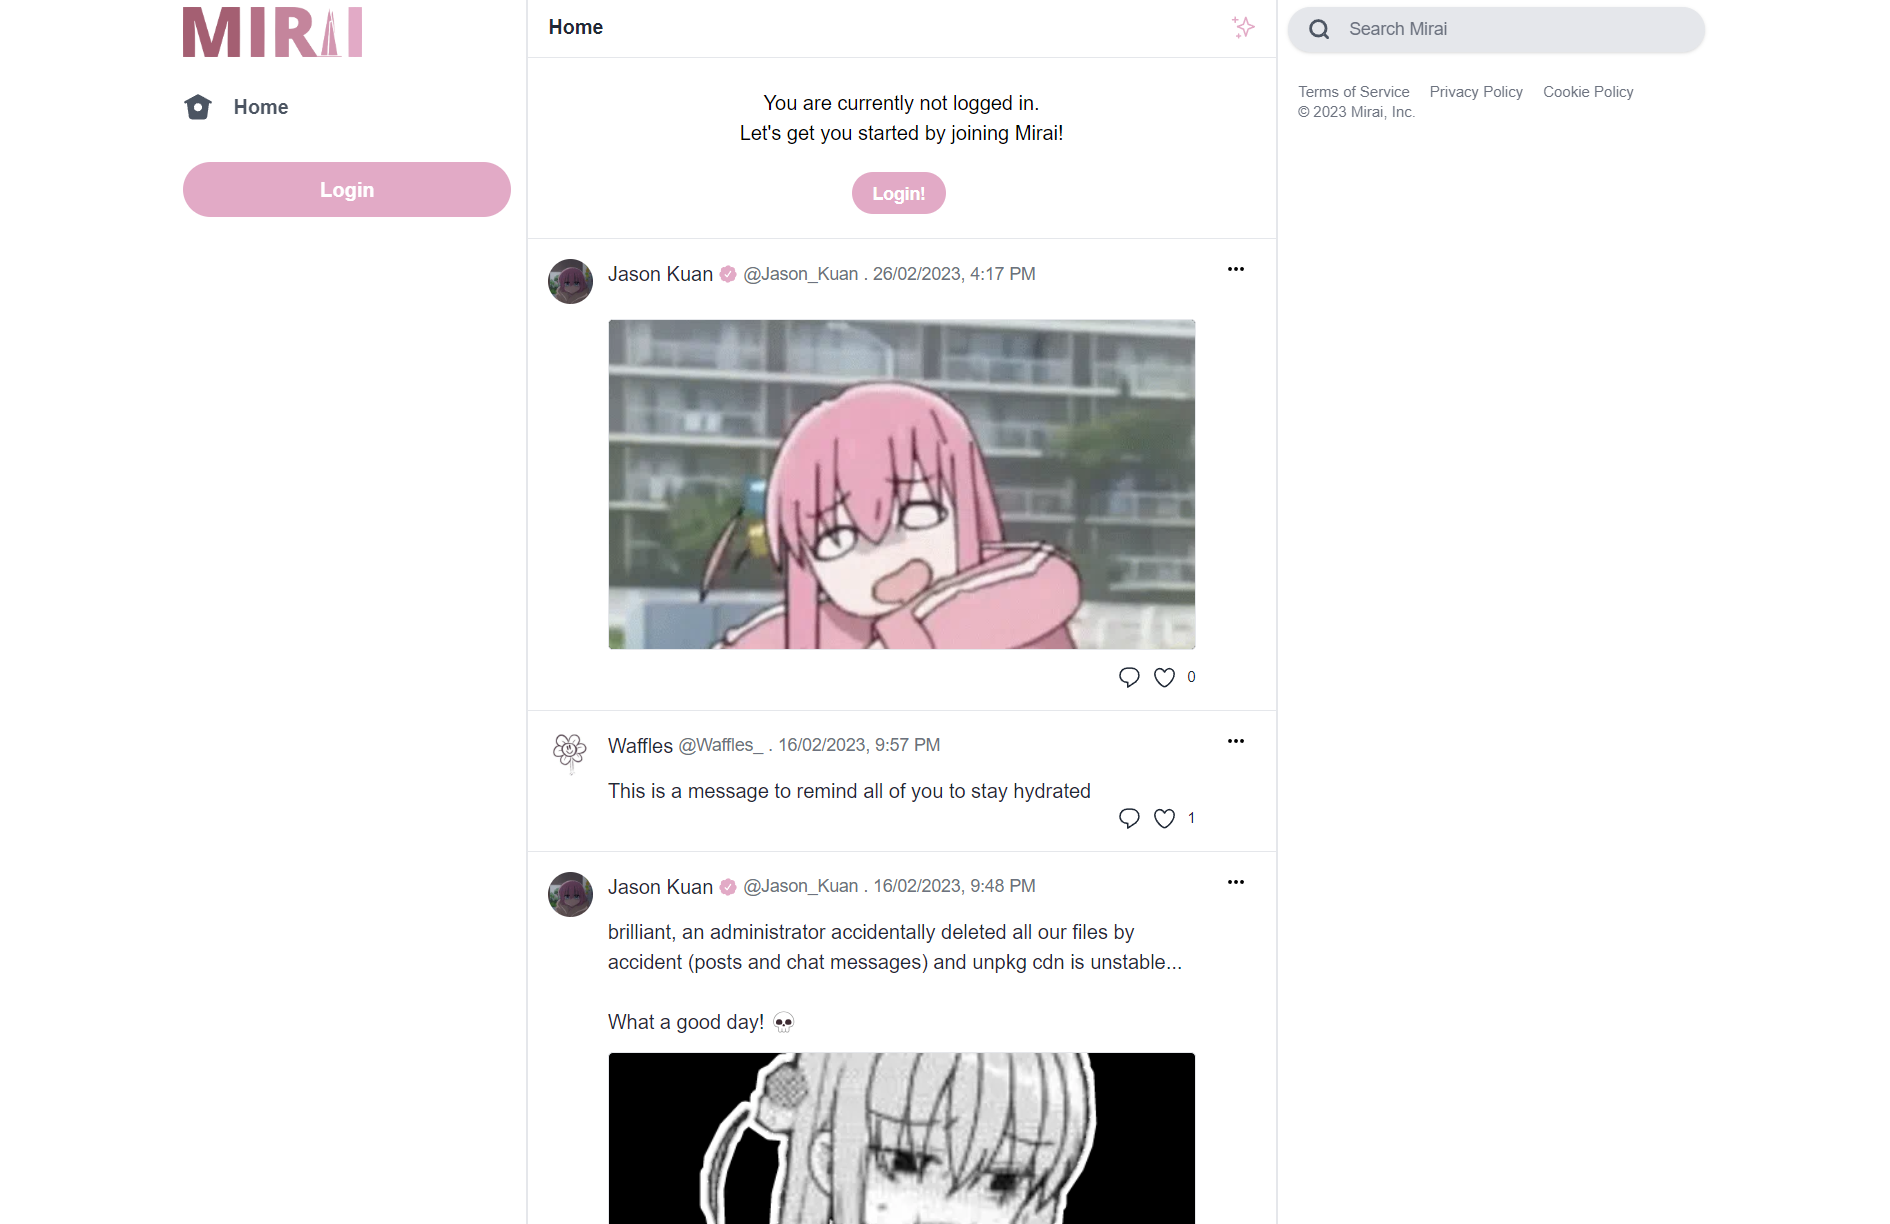 MIRAI
Home
Login
Home
You are currently not logged in.
Let's get you started by joining Mirai!
Login!
Jason Kuan @Jason_Kuan . 26/02/2023, 4:17 PM
0
Waffles @Waffles_ . 16/02/2023, 9:57 PM
This is a message to remind all of you to stay hydrated
1
Jason Kuan @Jason_Kuan . 16/02/2023, 9:48 PM
brilliant, an administrator accidentally deleted all our files by
accident (posts and chat messages) and unpkg cdn is unstable...
What a good day! 💀
Search Mirai
Terms of Service Privacy Policy Cookie Policy
© 2023 Mirai, Inc.